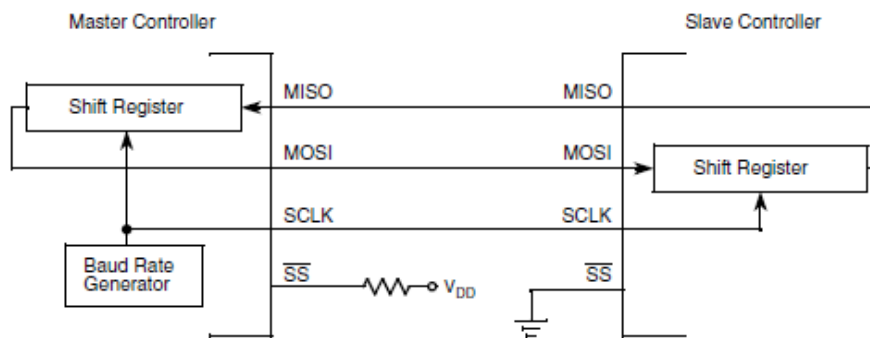 Master Controller
Slave Controller
Shift Register
MISO
MISO
MOSI
MOSI
Shift Register
SCLK
SCLK
Baud Rate
Generator
SS
VDD
SS